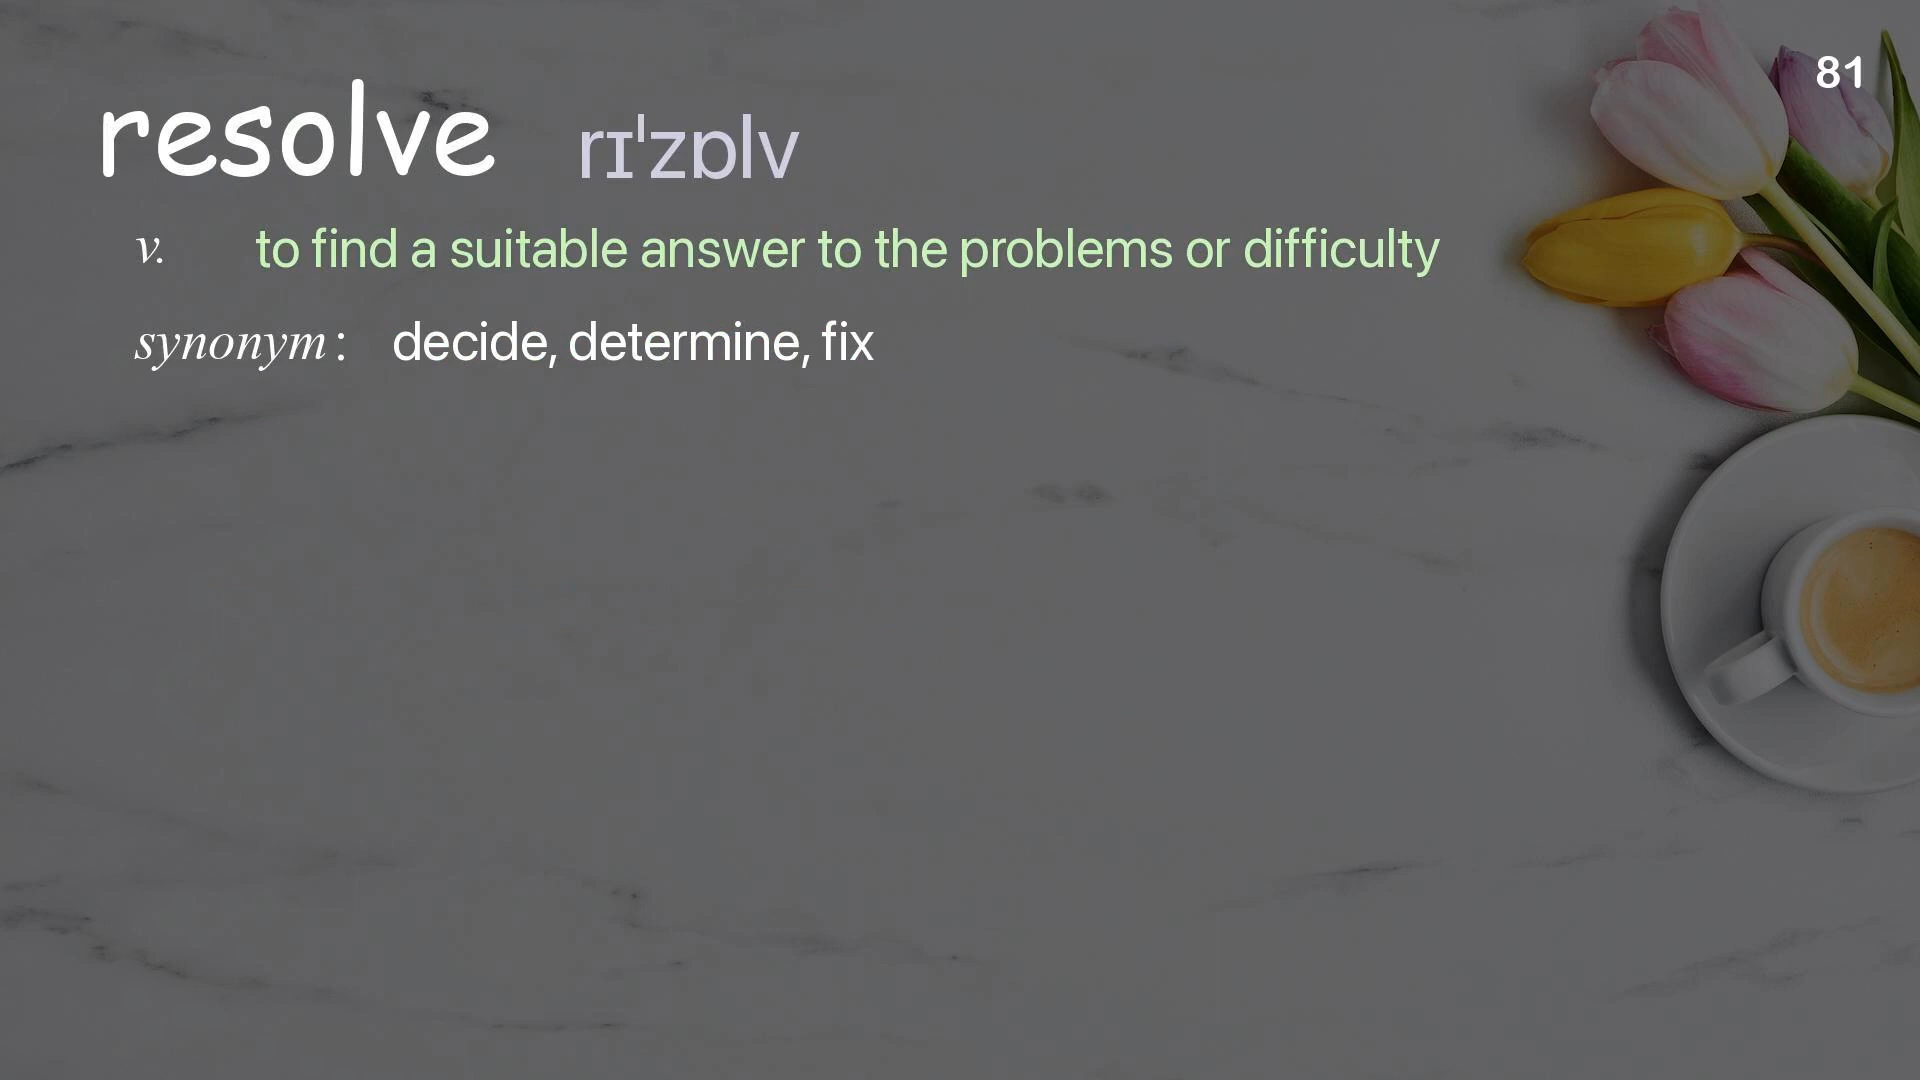 81
resolve rɪˈzɒlv
v. to find a suitable answer to the problems or difficulty
synonym : decide, determine, fix